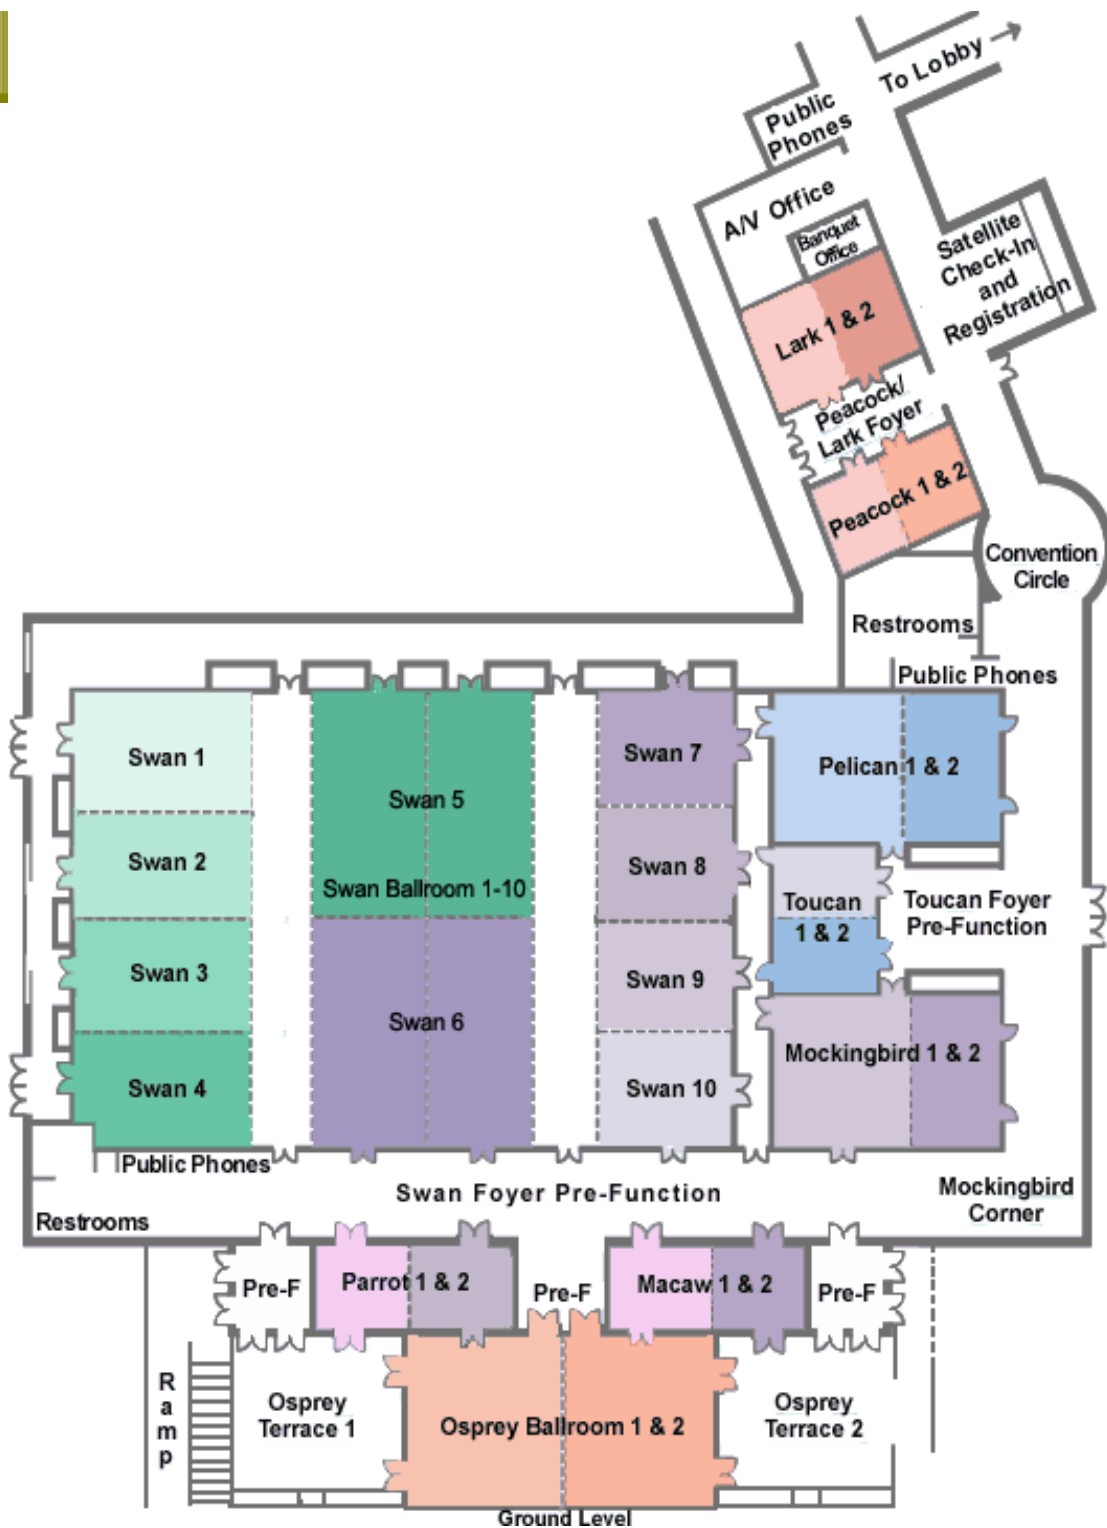 To Lobby
Public
Phones
A/V Office
Banquet
Office
Satellite
Check-In
and
Registration
Lark 1 & 2
Peacock/
Lark Foyer
Peacock 1 & 2
Convention
Circle
Restrooms
Public Phones
Swan 1
Swan 2
Swan 3
Swan 4
Swan 5
Swan Ballroom 1-10
Swan 6
Swan 7
Swan 8
Swan 9
Swan 10
Pelican 1 & 2
Toucan
1 & 2
Toucan Foyer
Pre-Function
Mockingbird 1 & 2
Public Phones
Swan Foyer Pre-Function
Mockingbird
Corner
Restrooms
Pre-F
Parrot 1 & 2
Pre-F
Macaw 1 & 2
Pre-F
Ramp
Osprey
Terrace 1
Osprey Ballroom 1 & 2
Osprey
Terrace 2
Ground Level